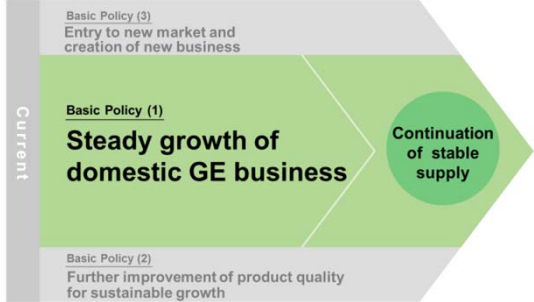 Basic Policy (3)
Entry to new market and
creation of new business
Current
Basic Policy (1)
Steady growth of
domestic GE business
Continuation
of stable
supply
Basic Policy (2)
Further improvement of product quality
for sustainable growth